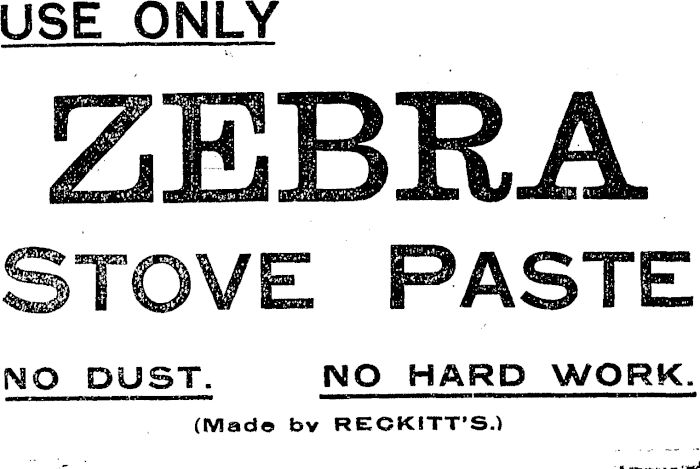 USE ONLY
ZEBRA
STOVE PASTE
NO DUST. NO HARD WORK.
(Made by RECKITT'S.)